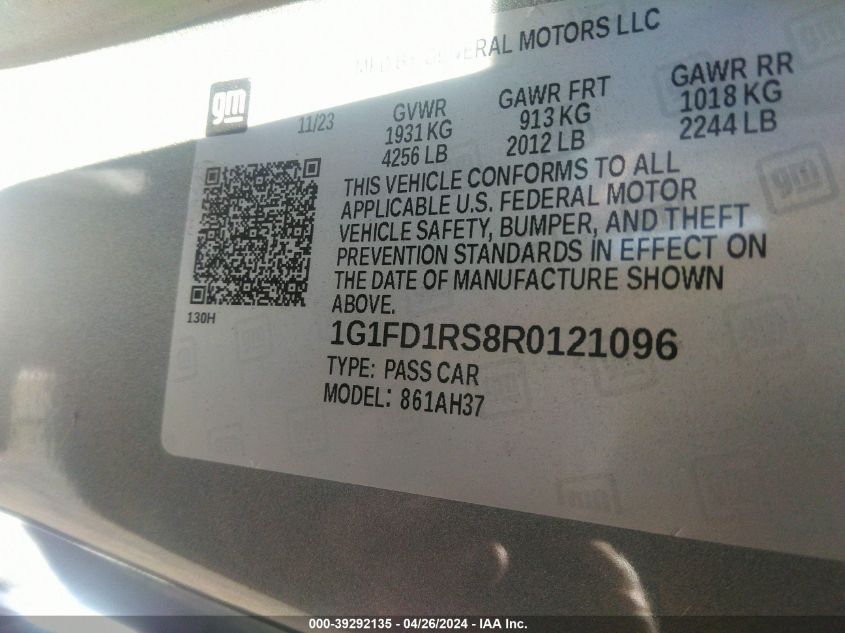 MFD BY GENERAL MOTORS LLC
gm
11/23
GVWR
1931 KG
4256 LB
GAWR FRT
913 KG
2012 LB
GAWR RR
1018 KG
2244 LB
THIS VEHICLE CONFORMS TO ALL
APPLICABLE U.S. FEDERAL MOTOR
VEHICLE SAFETY, BUMPER, AND THEFT
PREVENTION STANDARDS IN EFFECT ON
THE DATE OF MANUFACTURE SHOWN
ABOVE.
130H
1G1FD1RS8R0121096
TYPE: PASS CAR
MODEL: 861AH37
gm
000-39292135 - 04/26/2024 - IAA Inc.